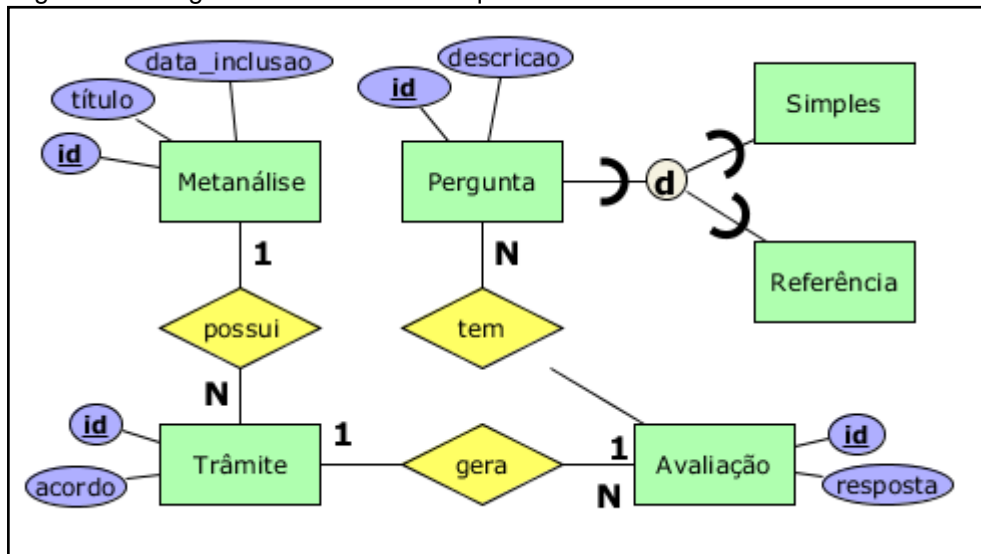 data_inclusao
descricao
título
id
id
Simples
Metanálise
Pergunta
d
1
N
Referência
possui
tem
N
id
1
id
Trâmite
gera
1
Avaliação
acordo
N
resposta